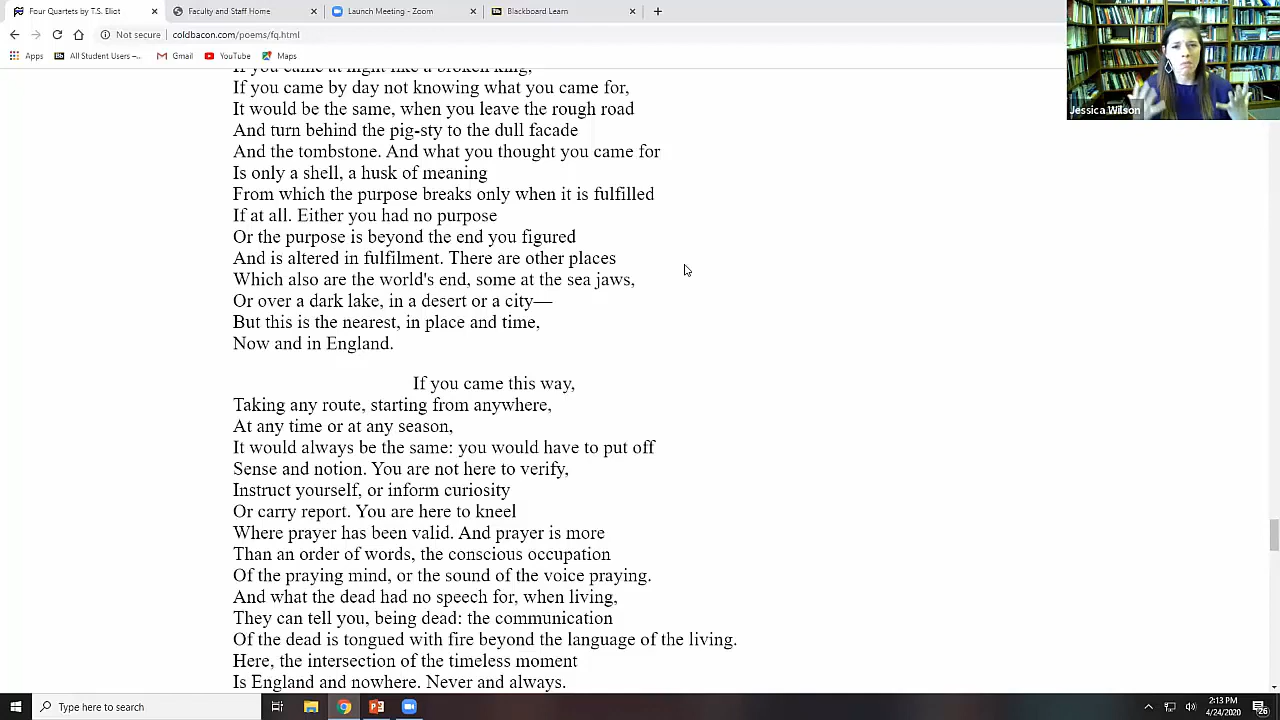 Four Quartets by T.S. Eliot
Faculty and Staff Home
Launch Meeting - Zoom
Blackboard Learn
Not secure
coldbacon.com/poems/fq.html
Apps
All Student Users –...
Gmail
YouTube
Maps
Jessica Wilson
If you came at night like a broken king,
If you came by day not knowing what you came for,
It would be the same, when you leave the rough road
And turn behind the pig-sty to the dull facade
And the tombstone. And what you thought you came for
Is only a shell, a husk of meaning
From which the purpose breaks only when it is fulfilled
If at all. Either you had no purpose
Or the purpose is beyond the end you figured
And is altered in fulfilment. There are other places
Which also are the world's end, some at the sea jaws,
Or over a dark lake, in a desert or a city—
But this is the nearest, in place and time,
Now and in England.
If you came this way,
Taking any route, starting from anywhere,
At any time or at any season,
It would always be the same: you would have to put off
Sense and notion. You are not here to verify,
Instruct yourself, or inform curiosity
Or carry report. You are here to kneel
Where prayer has been valid. And prayer is more
Than an order of words, the conscious occupation
Of the praying mind, or the sound of the voice praying.
And what the dead had no speech for, when living,
They can tell you, being dead: the communication
Of the dead is tongued with fire beyond the language of the living.
Here, the intersection of the timeless moment
Is England and nowhere. Never and always.
Type here to search
2:13 PM
4/24/2020